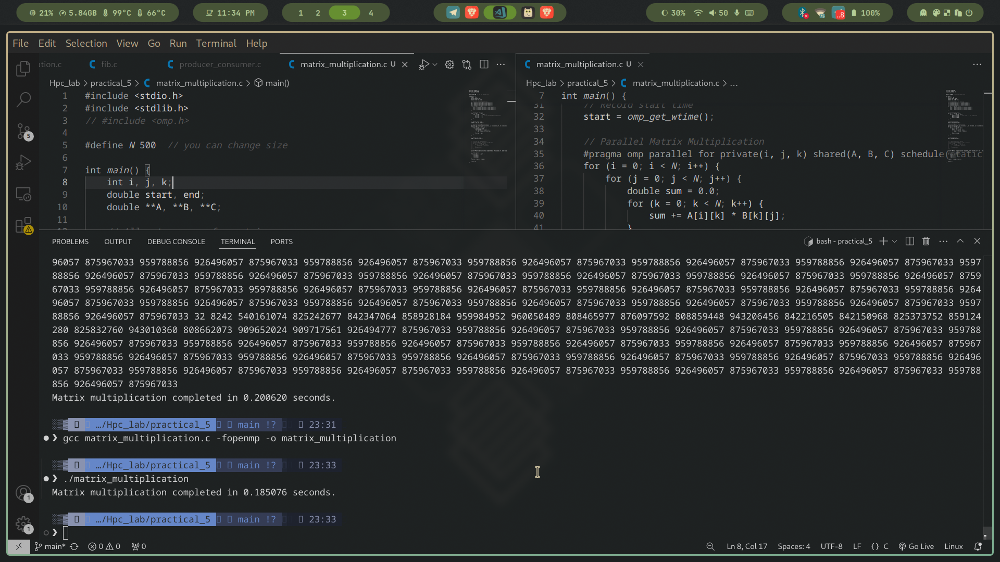 21% 5.84GB 99°C 66°C
11:34 PM
1 2 3 4
30% 50
75 ..8 100%
File Edit Selection View Go Run Terminal Help
ation.c fib.c producer_consumer.c matrix_multiplication.c U
matrix_multiplication.c U
Hpc_lab > practical_5 > matrix_multiplication.c > main()
1 #include <stdio.h>
2 #include <stdlib.h>
3 // #include <omp.h>
4
5 #define N 500 // you can change size
6
7 int main() {
8 int i, j, k;
9 double start, end;
10 double **A, **B, **C;
11
Hpc_lab > practical_5 > matrix_multiplication.c > ...
7 int main() {
31 // Record start time
32 start = omp_get_wtime();
33
34 // Parallel Matrix Multiplication
35 #pragma omp parallel for private(i, j, k) shared(A, B, C) schedule(static
36 for (i = 0; i < N; i++) {
37 for (j = 0; j < N; j++) {
38 double sum = 0.0;
39 for (k = 0; k < N; k++) {
40 sum += A[i][k] * B[k][j];
41 }
5
PROBLEMS OUTPUT DEBUG CONSOLE TERMINAL PORTS
bash - practical_5
96057 875967033 959788856 926496057 875967033 959788856 926496057 875967033 959788856 926496057 875967033 959788856 926496057 875967033 959788856 926496057 875967033 9597
88856 926496057 875967033 959788856 926496057 875967033 959788856 926496057 875967033 959788856 926496057 875967033 959788856 926496057 875967033 959788856 926496057 8759
67033 959788856 926496057 875967033 959788856 926496057 875967033 959788856 926496057 875967033 959788856 926496057 875967033 959788856 926496057 875967033 959788856 9264
96057 875967033 959788856 926496057 875967033 959788856 926496057 875967033 959788856 926496057 875967033 959788856 926496057 875967033 959788856 926496057 875967033 9597
88856 926496057 875967033 32 8242 540161074 825242677 842347064 858928184 959984952 960050489 808465977 876097592 808859448 943206456 842216505 842150968 825373752 859124
280 825832760 943010360 808662073 909652024 909717561 926494777 875967033 959788856 926496057 875967033 959788856 926496057 875967033 959788856 926496057 875967033 959788
856 926496057 875967033 959788856 926496057 875967033 959788856 926496057 875967033 959788856 926496057 875967033 959788856 926496057 875967033 959788856 926496057 875967
033 959788856 926496057 875967033 959788856 926496057 875967033 959788856 926496057 875967033 959788856 926496057 875967033 959788856 926496057 875967033 959788856 926496
057 875967033 959788856 926496057 875967033 959788856 926496057 875967033 959788856 926496057 875967033 959788856 926496057 875967033 959788856 926496057 875967033 959788
856 926496057 875967033
Matrix multiplication completed in 0.200620 seconds.
…/Hpc_lab/practical_5 main !? 23:31
❯ gcc matrix_multiplication.c -fopenmp -o matrix_multiplication
…/Hpc_lab/practical_5 main !? 23:33
❯ ./matrix_multiplication
Matrix multiplication completed in 0.185076 seconds.
…/Hpc_lab/practical_5 main !? 23:33
❯
1
1
main* 0 0 0
Ln 8, Col 17 Spaces: 4 UTF-8 LF {} C Go Live Linux